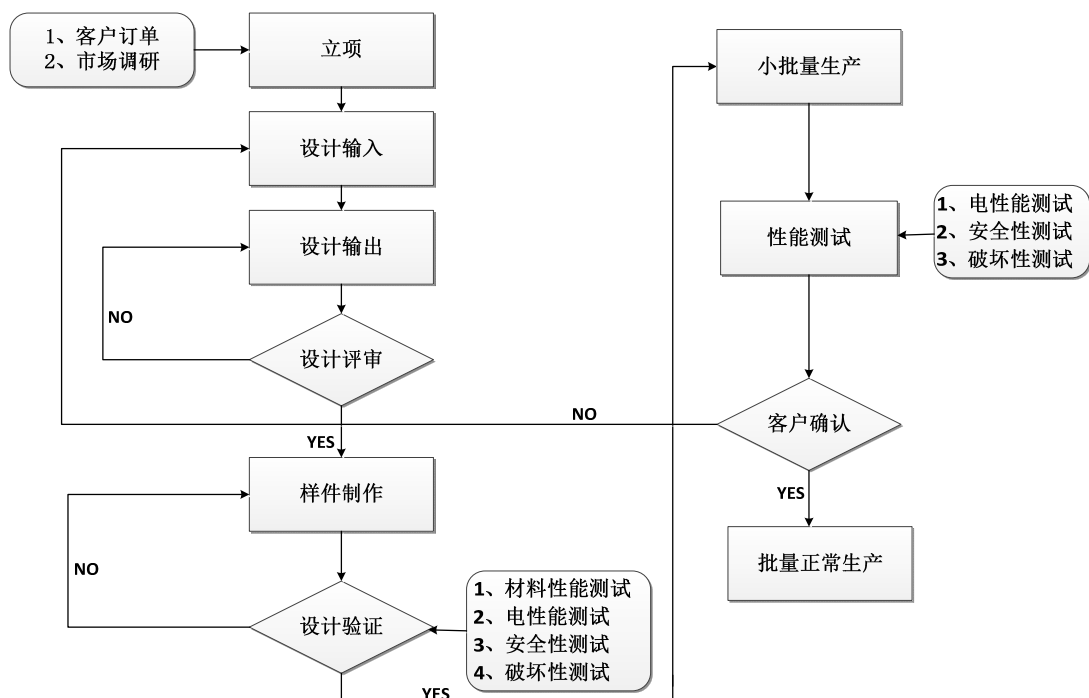 1、客户订单
2、市场调研
立项
设计输入
设计输出
NO
设计评审
YES
样件制作
NO
设计验证
1、材料性能测试
2、电性能测试
3、安全性测试
4、破坏性测试
YES
小批量生产
性能测试
1、电性能测试
2、安全性测试
3、破坏性测试
NO
客户确认
YES
批量正常生产